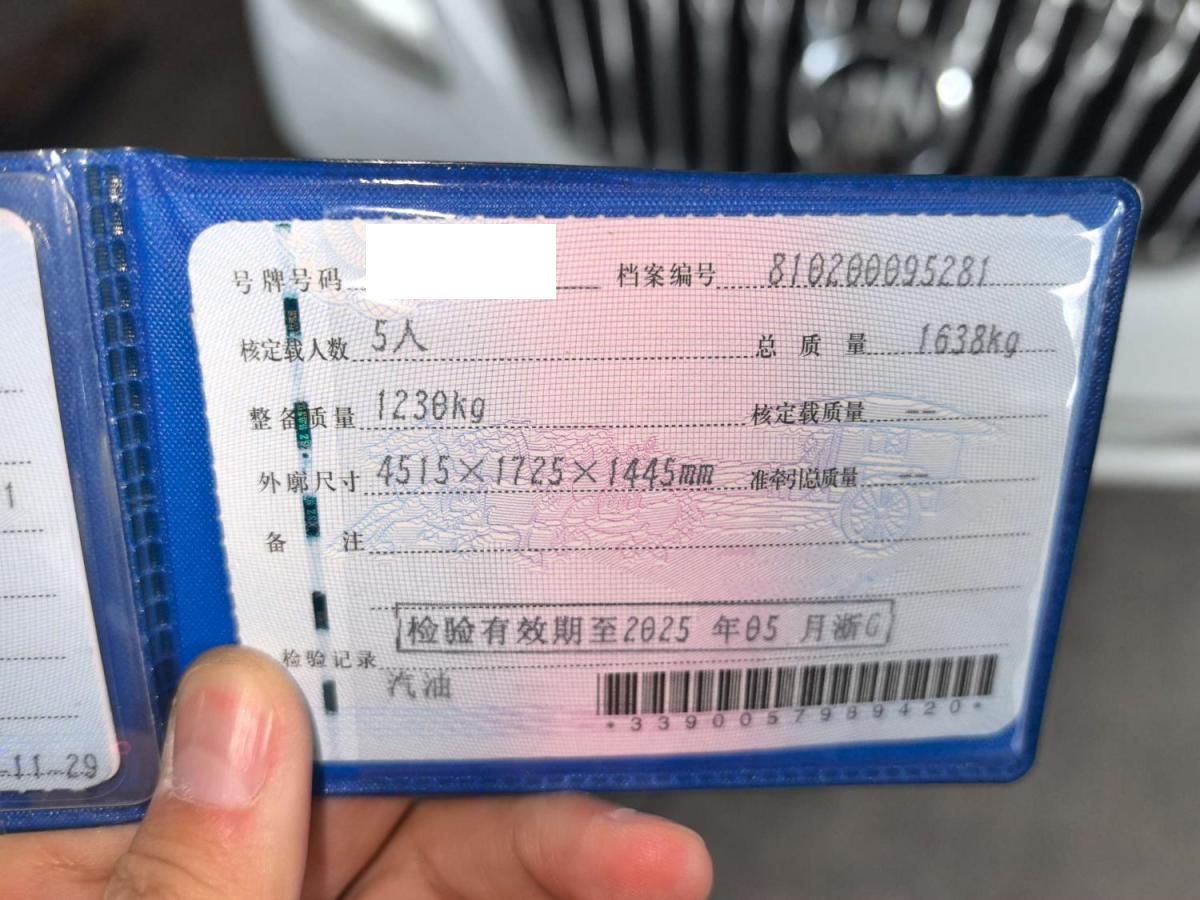 号牌号码 档案编号 810200095281
核定载人数 5人 总质量 1638kg
整备质量 1230kg 核定载质量 --
外廓尺寸 4515×1725×1445mm 准牵引总质量 --
备注
检验有效期至2025 年05 月浙G
检验记录
汽油
*3390057989420*
1
-11-29